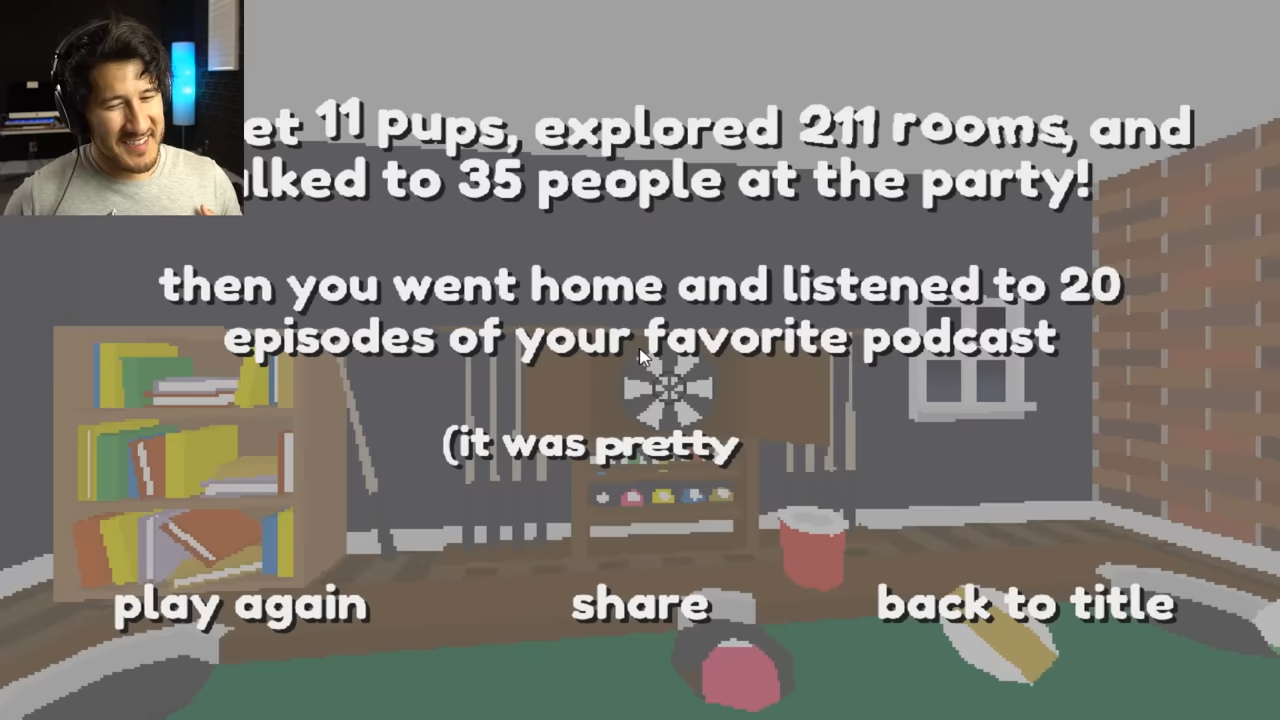 et 11 pups, explored 211 rooms, and
lked to 35 people at the party!
then you went home and listened to 20
episodes of your favorite podcast
(it was pretty
play again share back to title